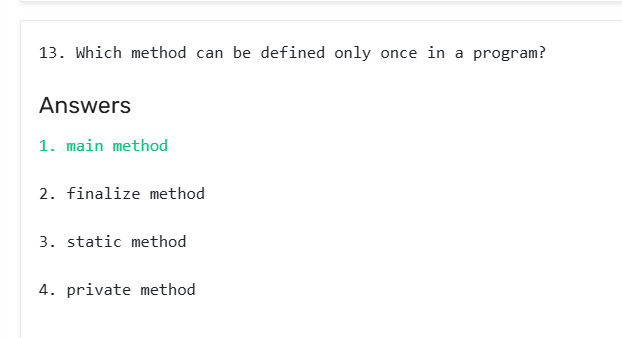 13. Which method can be defined only once in a program?
Answers
1. main method
2. finalize method
3. static method
4. private method